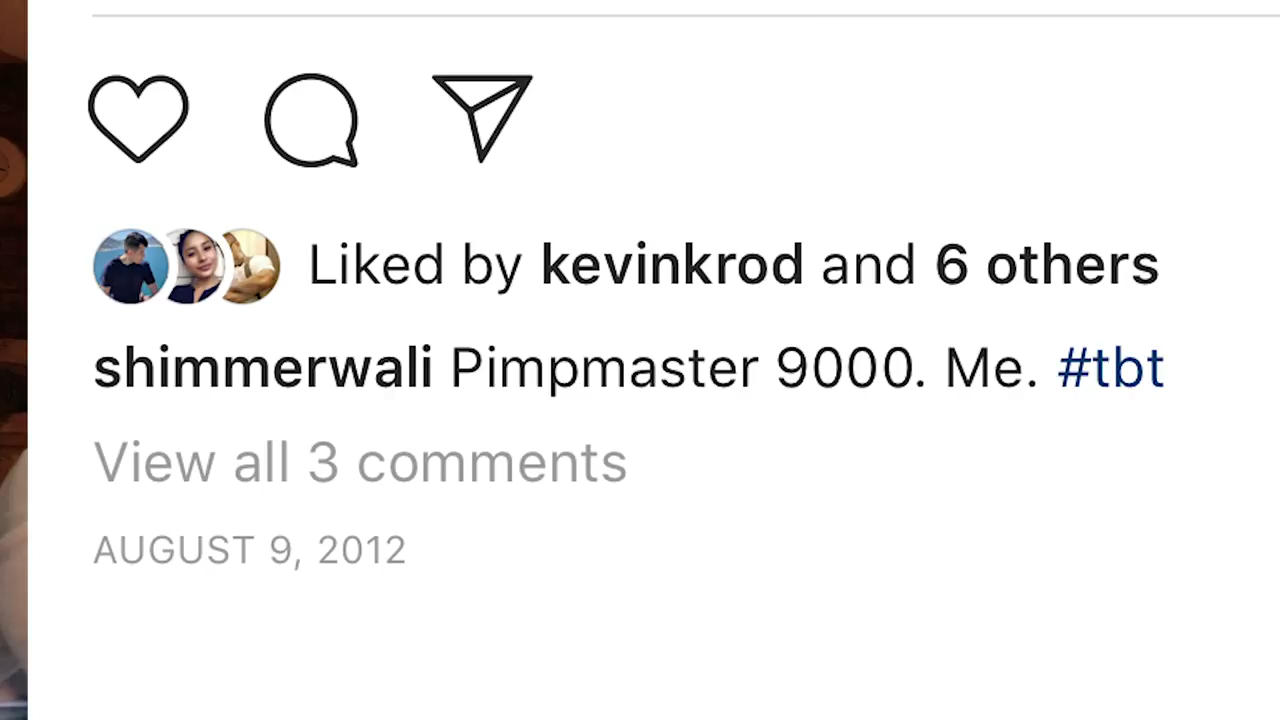 Liked by kevinkrod and 6 others
shimmerwali Pimpmaster 9000. Me. #tbt
View all 3 comments
AUGUST 9, 2012